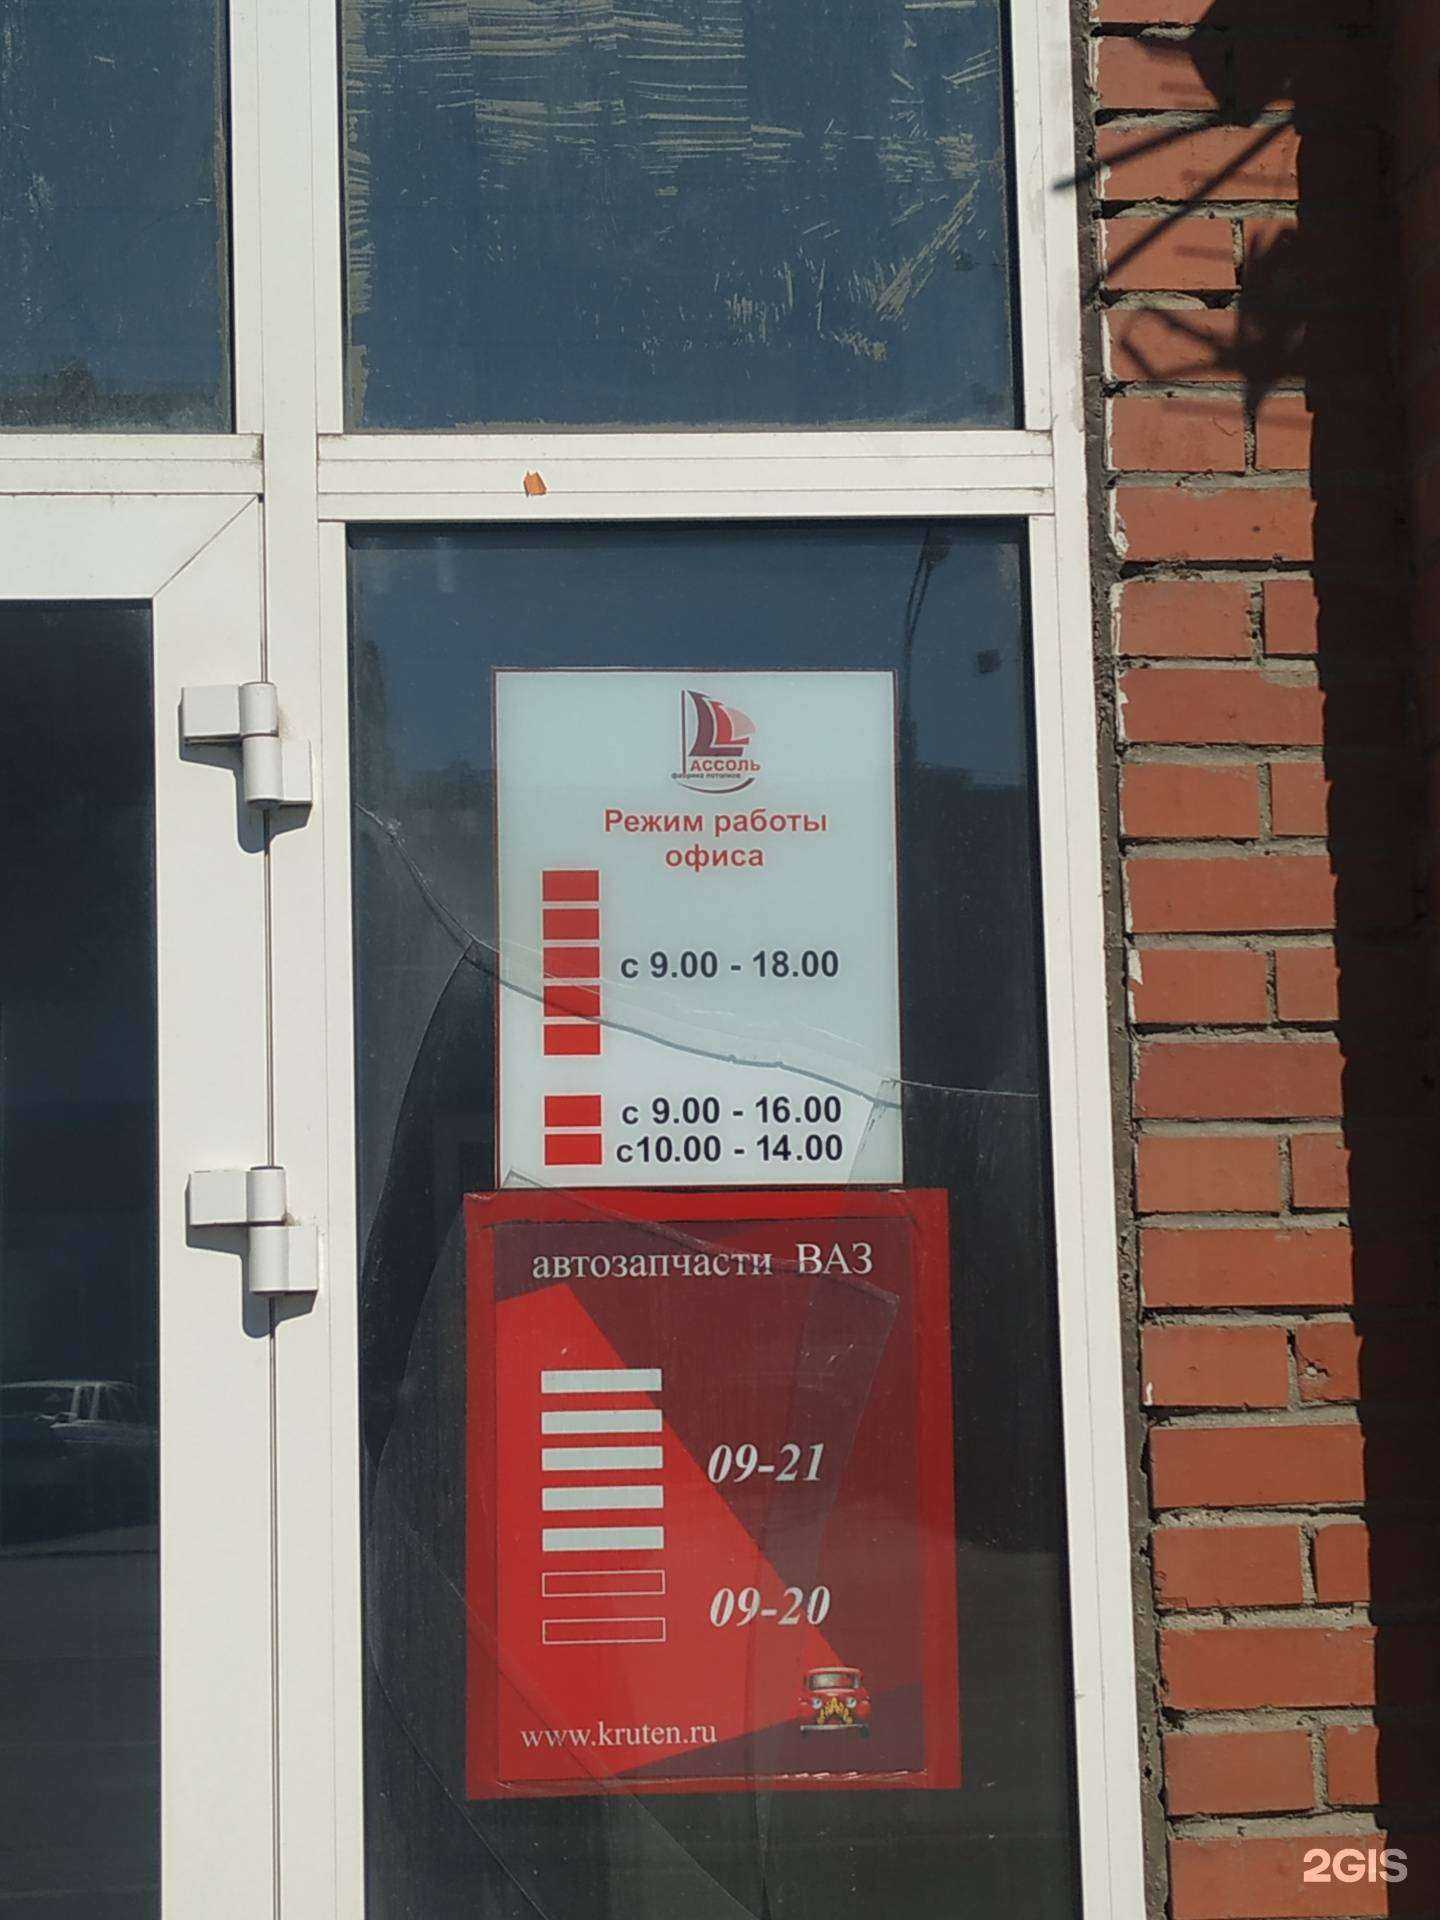 АССОЛЬ
фабрика потолков
Режим работы
офиса
с 9.00 - 18.00
с 9.00 - 16.00
с10.00 - 14.00
автозапчасти ВАЗ
09-21
09-20
www.kruten.ru
2GIS